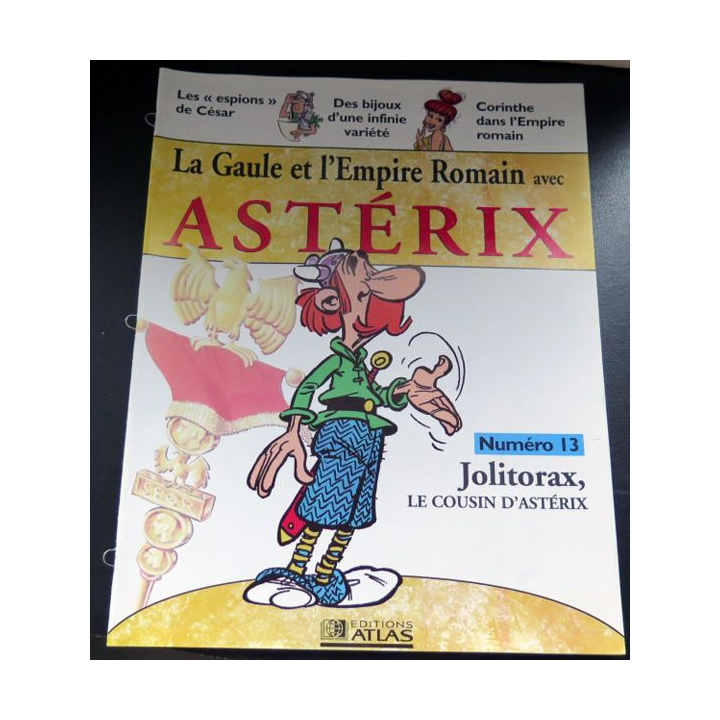 Les « espions »
de César
Des bijoux
d'une infinie
variété
Corinthe
dans l'Empire
romain
La Gaule et l'Empire Romain avec
ASTÉRIX
SPQR
Numéro 13
Jolitorax,
LE COUSIN D'ASTÉRIX
EDITIONS
ATLAS